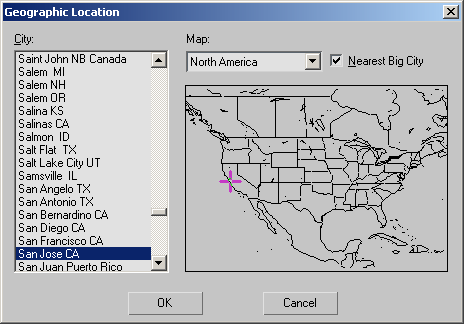 Geographic Location
City:
Saint John NB Canada
Salem MI
Salem NH
Salem OR
Salina KS
Salinas CA
Salmon ID
Salt Flat TX
Salt Lake City UT
Samsville IL
San Angelo TX
San Antonio TX
San Bernardino CA
San Diego CA
San Francisco CA
San Jose CA
San Juan Puerto Rico
Map:
North America
Nearest Big City
OK
Cancel